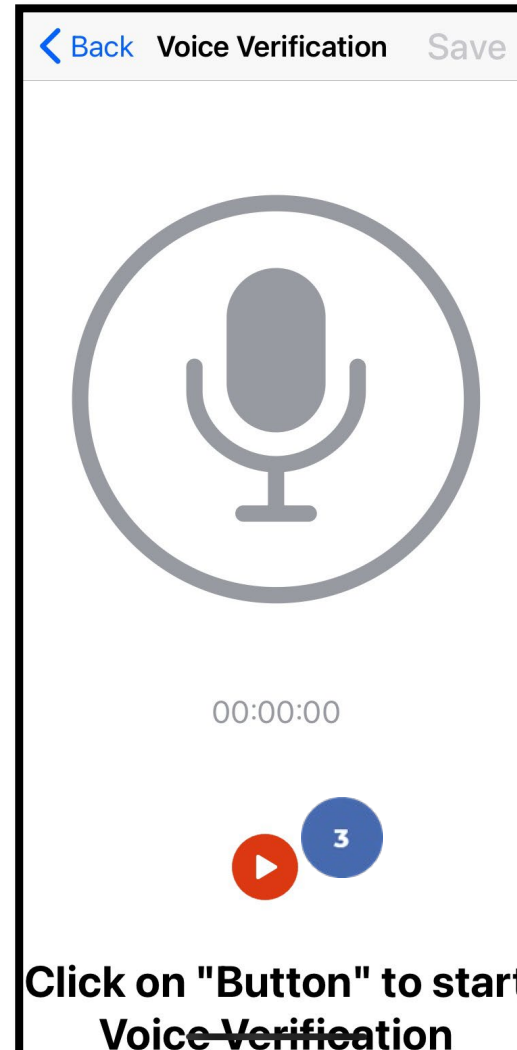 Back Voice Verification Save
00:00:00
3
Click on "Button" to start
Voice Verification